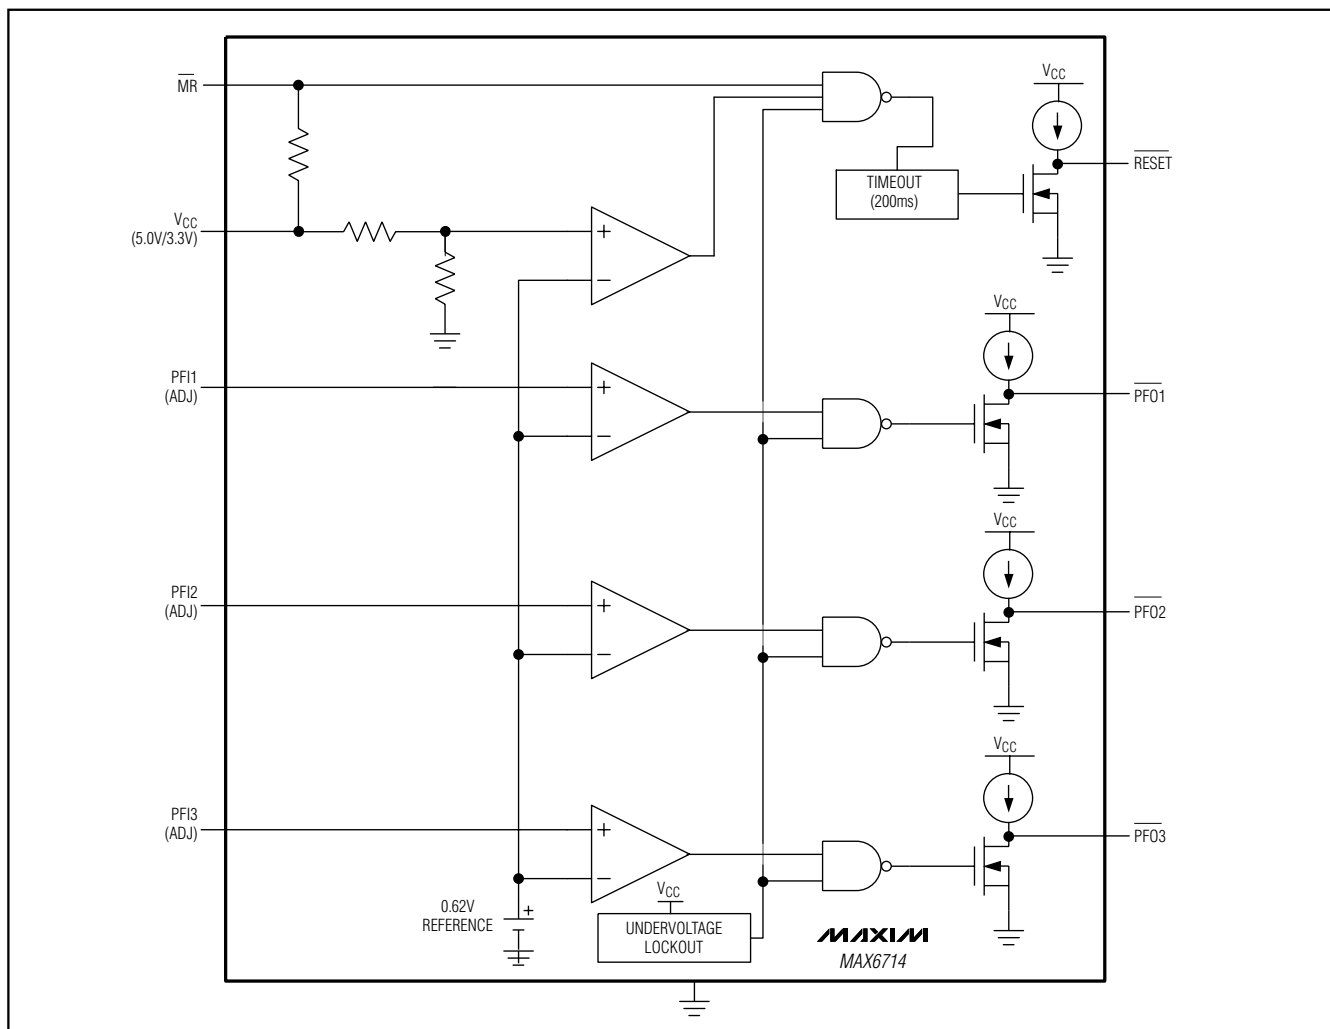 MR
VCC
(5.0V/3.3V)
+
−
TIMEOUT
(200ms)
VCC
RESET
PFI1
(ADJ)
+
−
VCC
PFO1
PFI2
(ADJ)
+
−
VCC
PFO2
PFI3
(ADJ)
+
−
VCC
PFO3
0.62V
REFERENCE
+
VCC
UNDERVOLTAGE
LOCKOUT
MAXIM
MAX6714